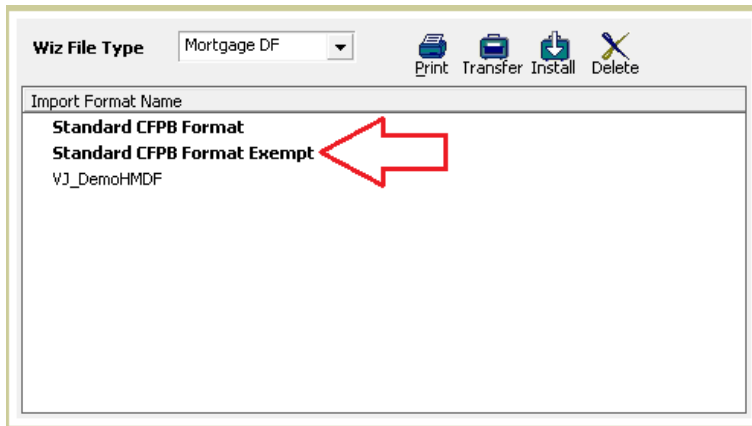 Wiz File Type Mortgage DF
Print Transfer Install Delete
Import Format Name
Standard CFPB Format
Standard CFPB Format Exempt
VJ_DemoHMDF